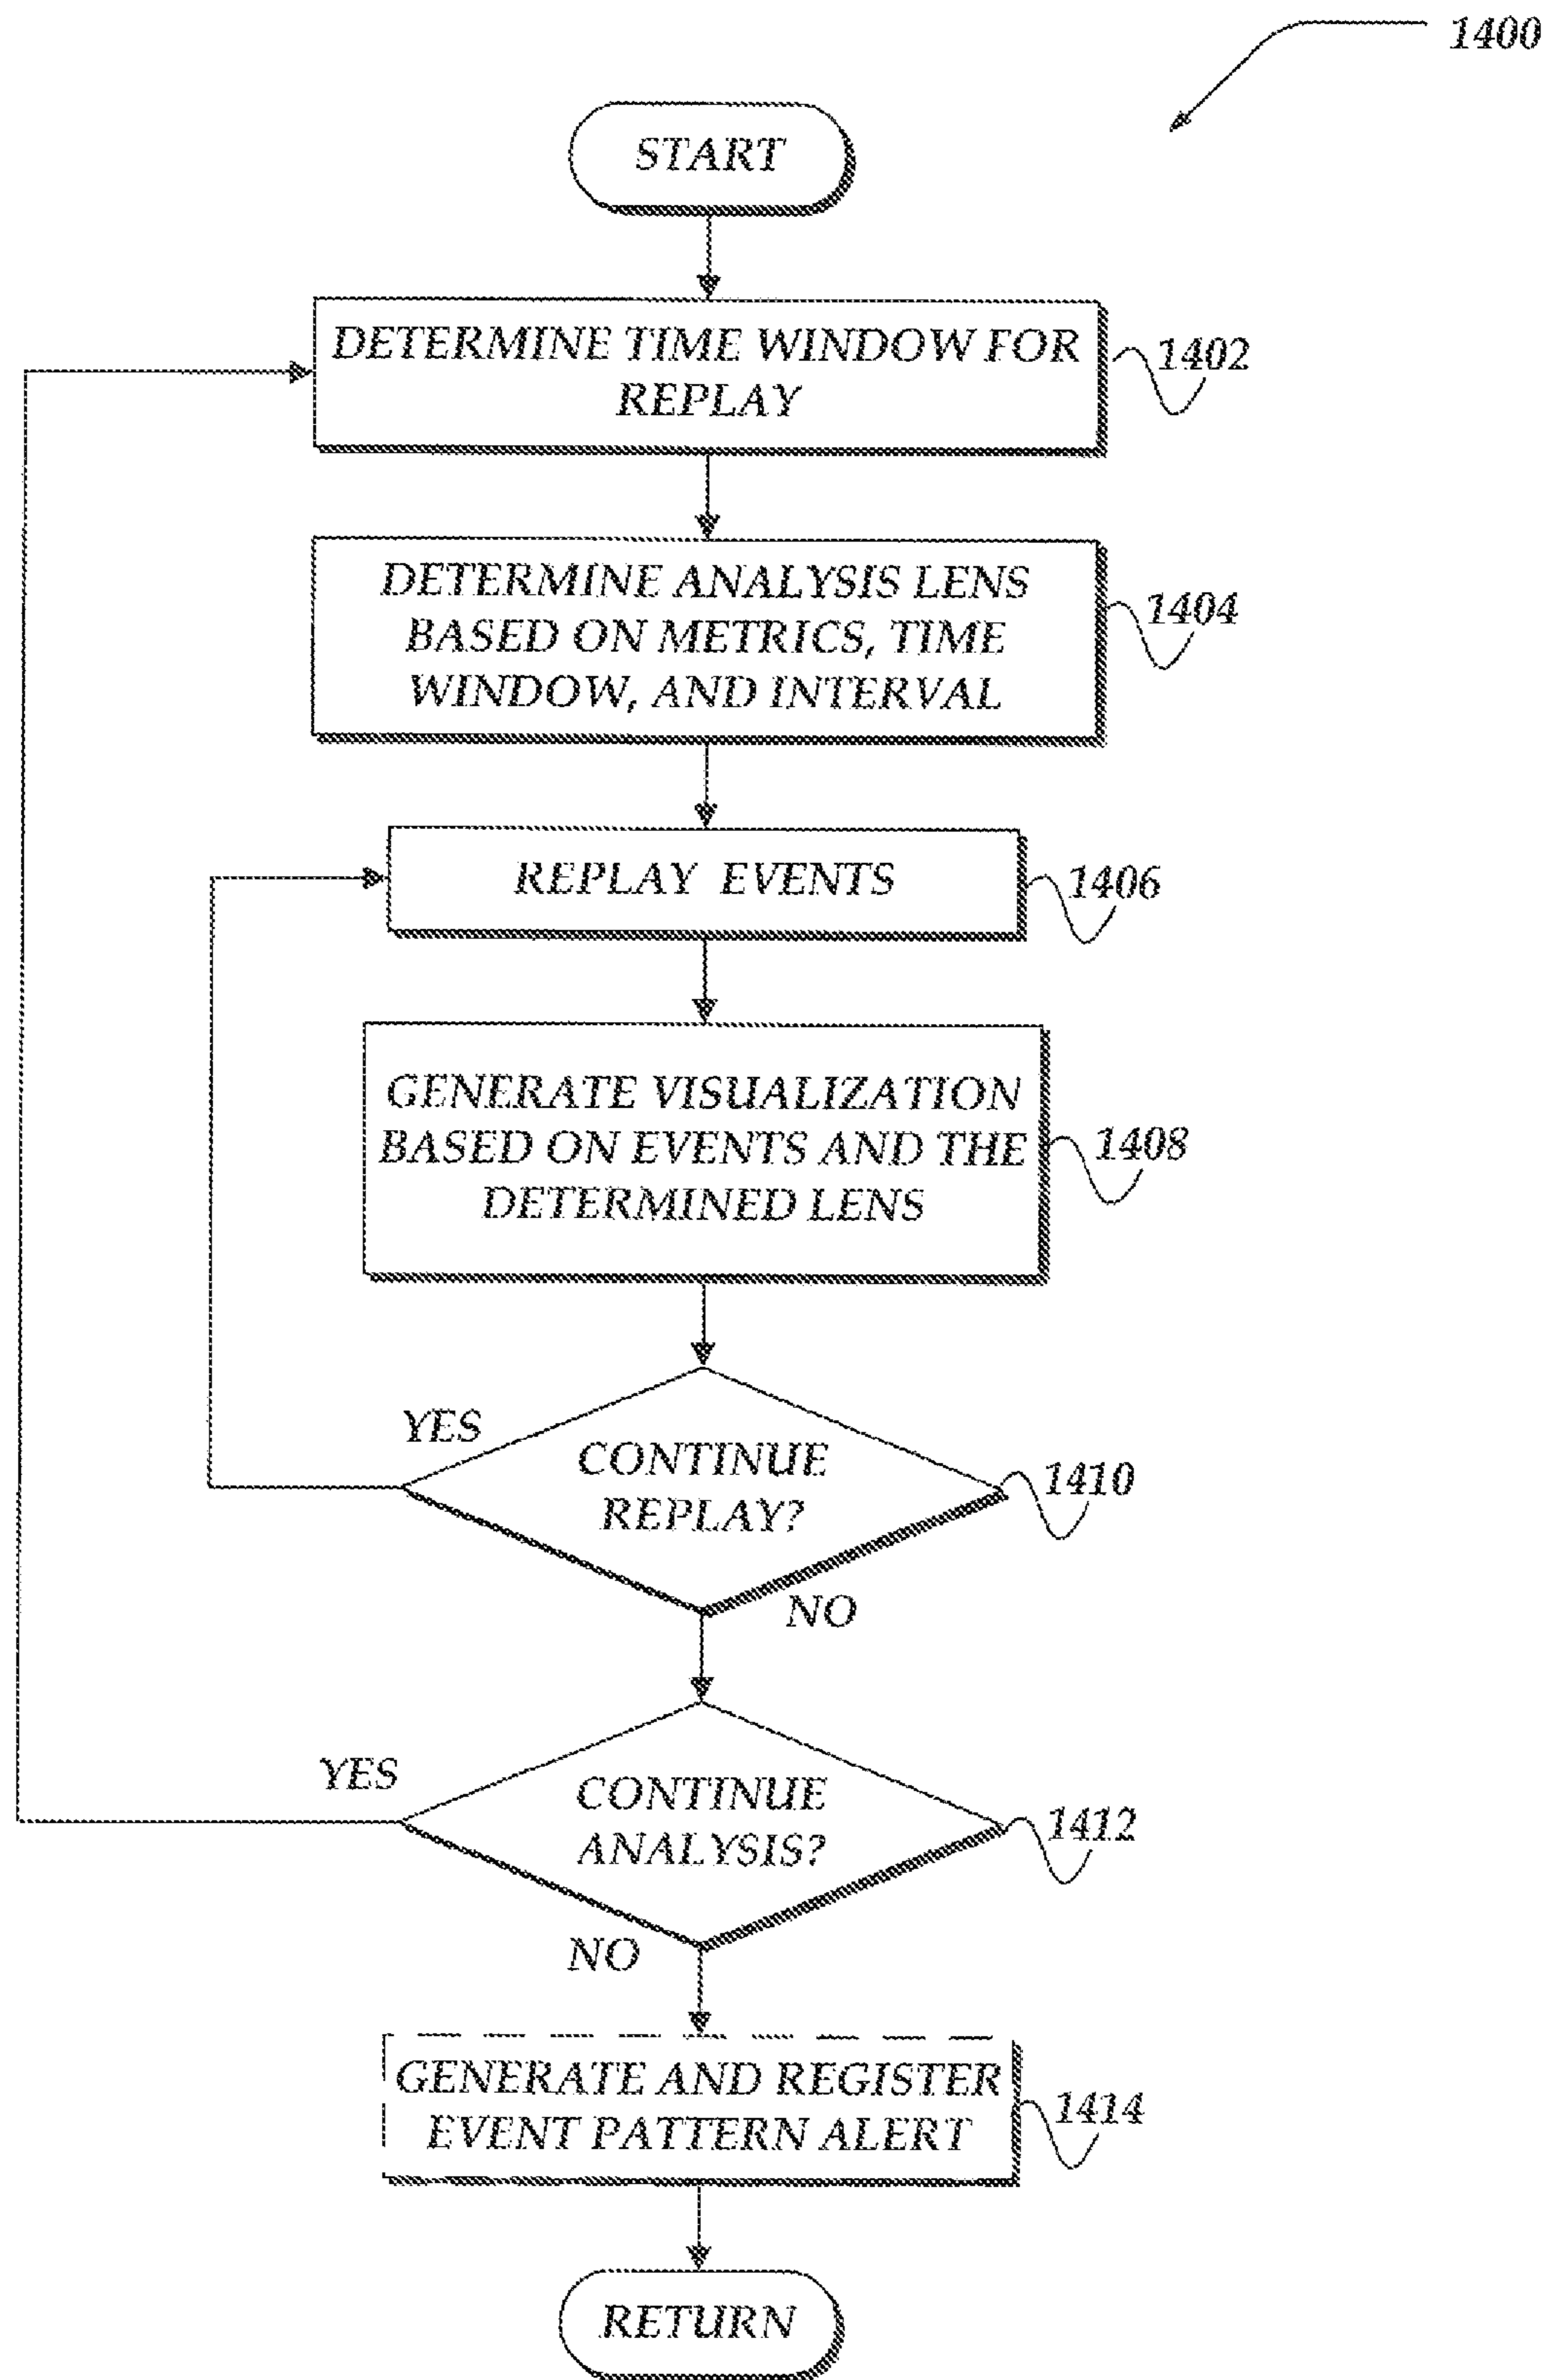 1400
START
DETERMINE TIME WINDOW FOR
REPLAY
1402
DETERMINE ANALYSIS LENS
BASED ON METRICS, TIME
WINDOW, AND INTERVAL
1404
REPLAY EVENTS
1406
GENERATE VISUALIZATION
BASED ON EVENTS AND THE
DETERMINED LENS
1408
YES
CONTINUE
REPLAY?
1410
NO
YES
CONTINUE
ANALYSIS?
1412
NO
GENERATE AND REGISTER
EVENT PATTERN ALERT
1414
RETURN